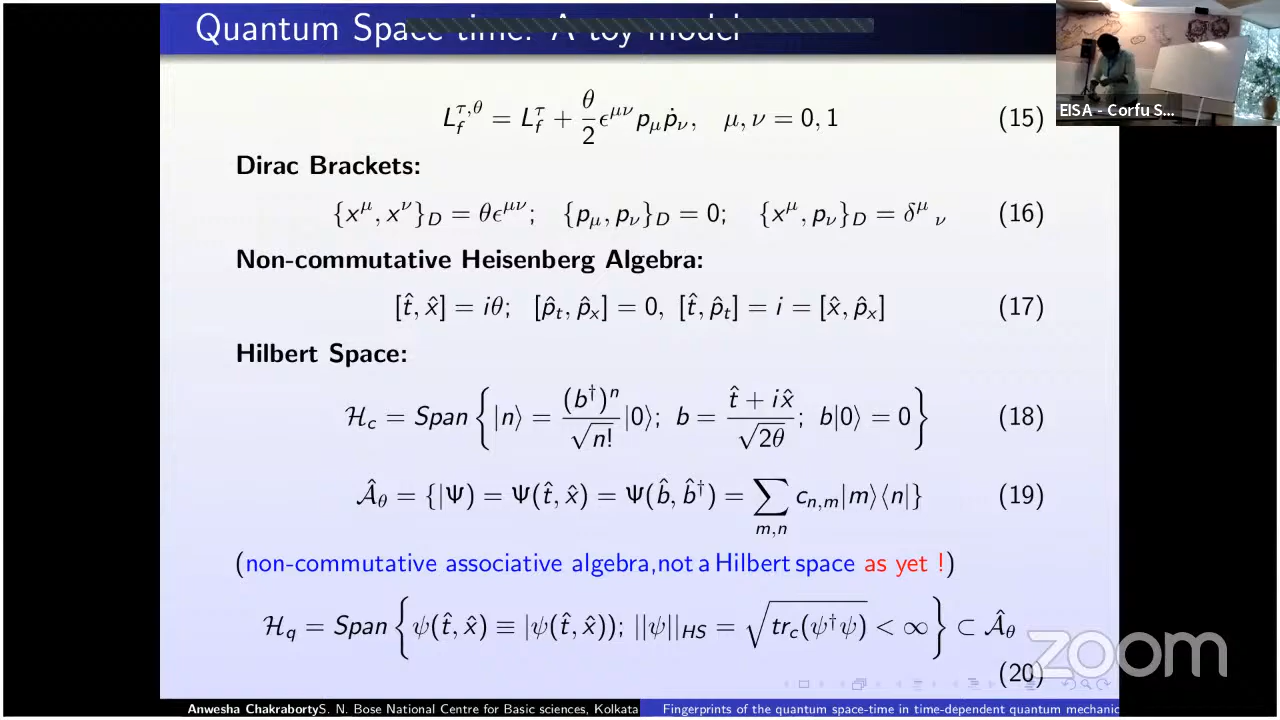 Quantum Space-time: A toy model
EISA - Corfu S...
L_f^{τ,θ} = L_f^τ + θ/2 ϵ^{μν} p_μ ṗ_ν, μ, ν = 0, 1 (15)
Dirac Brackets:
{x^μ, x^ν}_D = θϵ^{μν}; {p_μ, p_ν}_D = 0; {x^μ, p_ν}_D = δ^μ_ν (16)
Non-commutative Heisenberg Algebra:
[t̂, x̂] = iθ; [p̂_t, p̂_x] = 0, [t̂, p̂_t] = i = [x̂, p̂_x] (17)
Hilbert Space:
ℋ_c = Span { |n⟩ = (b†)^n/√n! |0⟩; b = (t̂ + ix̂)/√2θ; b|0⟩ = 0 } (18)
𝒜̂_θ = {|Ψ) = Ψ(t̂, x̂) = Ψ(b̂, b̂†) = ∑_{m,n} c_{n,m}|m⟩⟨n|} (19)
(non-commutative associative algebra,not a Hilbert space as yet !)
ℋ_q = Span { ψ(t̂, x̂) ≡ |ψ(t̂, x̂)); ||ψ||_{HS} = √tr_c(ψ†ψ) < ∞ } ⊂ 𝒜̂_θ
(20)
zoom
Anwesha ChakrabortyS. N. Bose National Centre for Basic sciences, Kolkata Fingerprints of the quantum space-time in time-dependent quantum mechanic